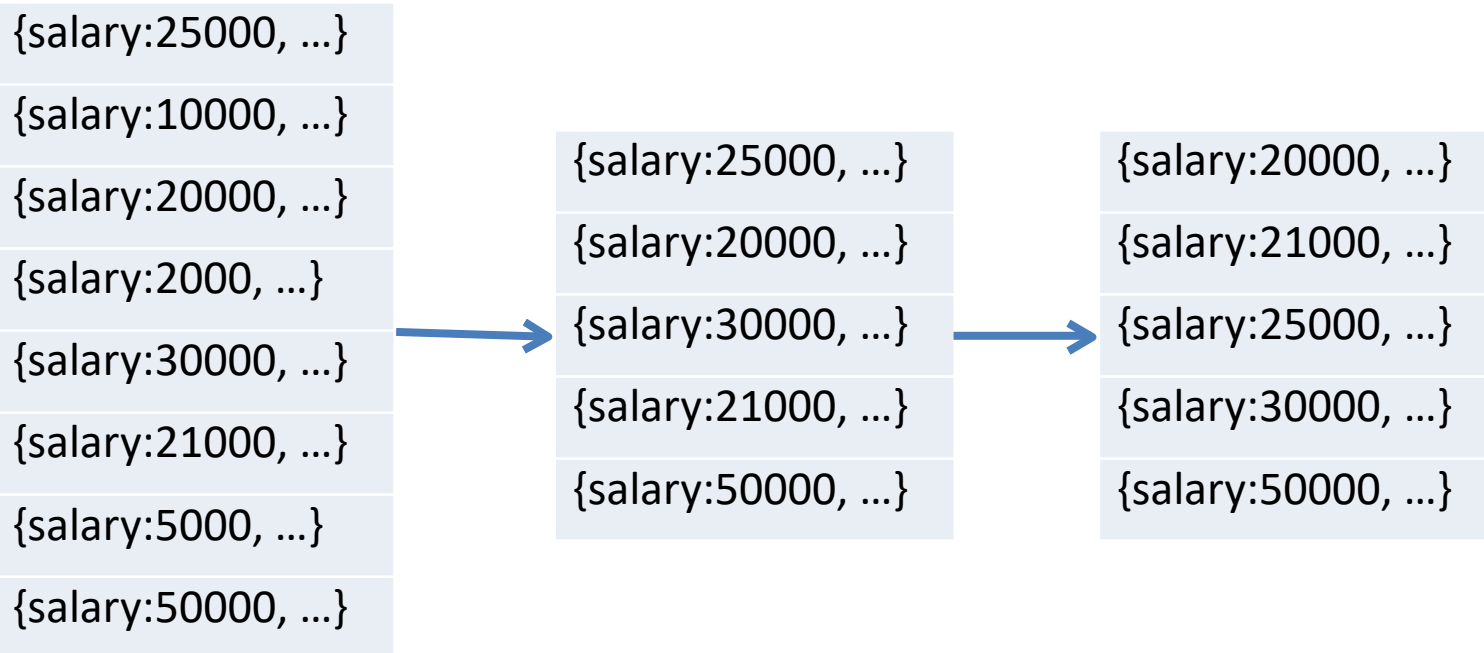 {salary:25000, …}
{salary:10000, …}
{salary:20000, …}
{salary:2000, …}
{salary:30000, …}
{salary:21000, …}
{salary:5000, …}
{salary:50000, …}
{salary:25000, …}
{salary:20000, …}
{salary:30000, …}
{salary:21000, …}
{salary:50000, …}
{salary:20000, …}
{salary:21000, …}
{salary:25000, …}
{salary:30000, …}
{salary:50000, …}